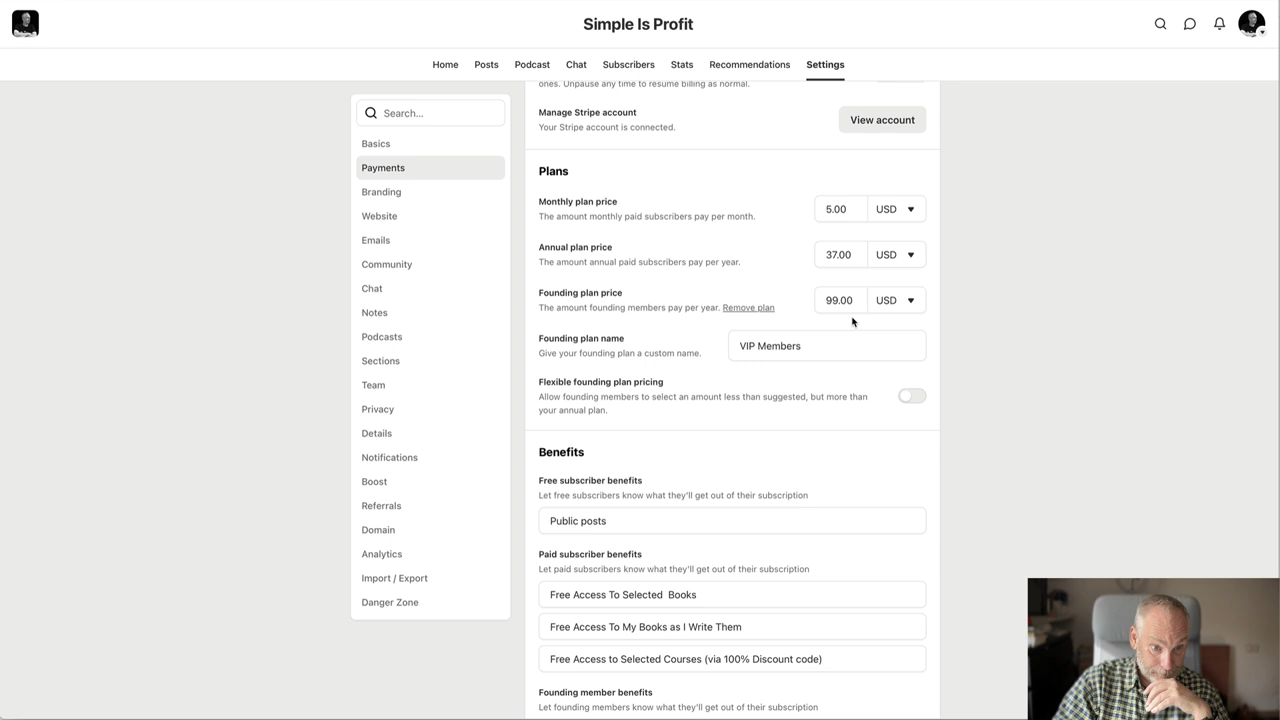 Simple Is Profit
Home Posts Podcast Chat Subscribers Stats Recommendations Settings
Search...
Basics
Payments
Branding
Website
Emails
Community
Chat
Notes
Podcasts
Sections
Team
Privacy
Details
Notifications
Boost
Referrals
Domain
Analytics
Import / Export
Danger Zone
ones. Unpause any time to resume billing as normal.
Manage Stripe account
Your Stripe account is connected.
View account
Plans
Monthly plan price
The amount monthly paid subscribers pay per month.
5.00 USD
Annual plan price
The amount annual paid subscribers pay per year.
37.00 USD
Founding plan price
The amount founding members pay per year. Remove plan
99.00 USD
Founding plan name
Give your founding plan a custom name.
VIP Members
Flexible founding plan pricing
Allow founding members to select an amount less than suggested, but more than
your annual plan.
Benefits
Free subscriber benefits
Let free subscribers know what they'll get out of their subscription
Public posts
Paid subscriber benefits
Let paid subscribers know what they'll get out of their subscription
Free Access To Selected  Books
Free Access To My Books as I Write Them
Free Access to Selected Courses (via 100% Discount code)
Founding member benefits
Let founding members know what they'll get out of their subscription